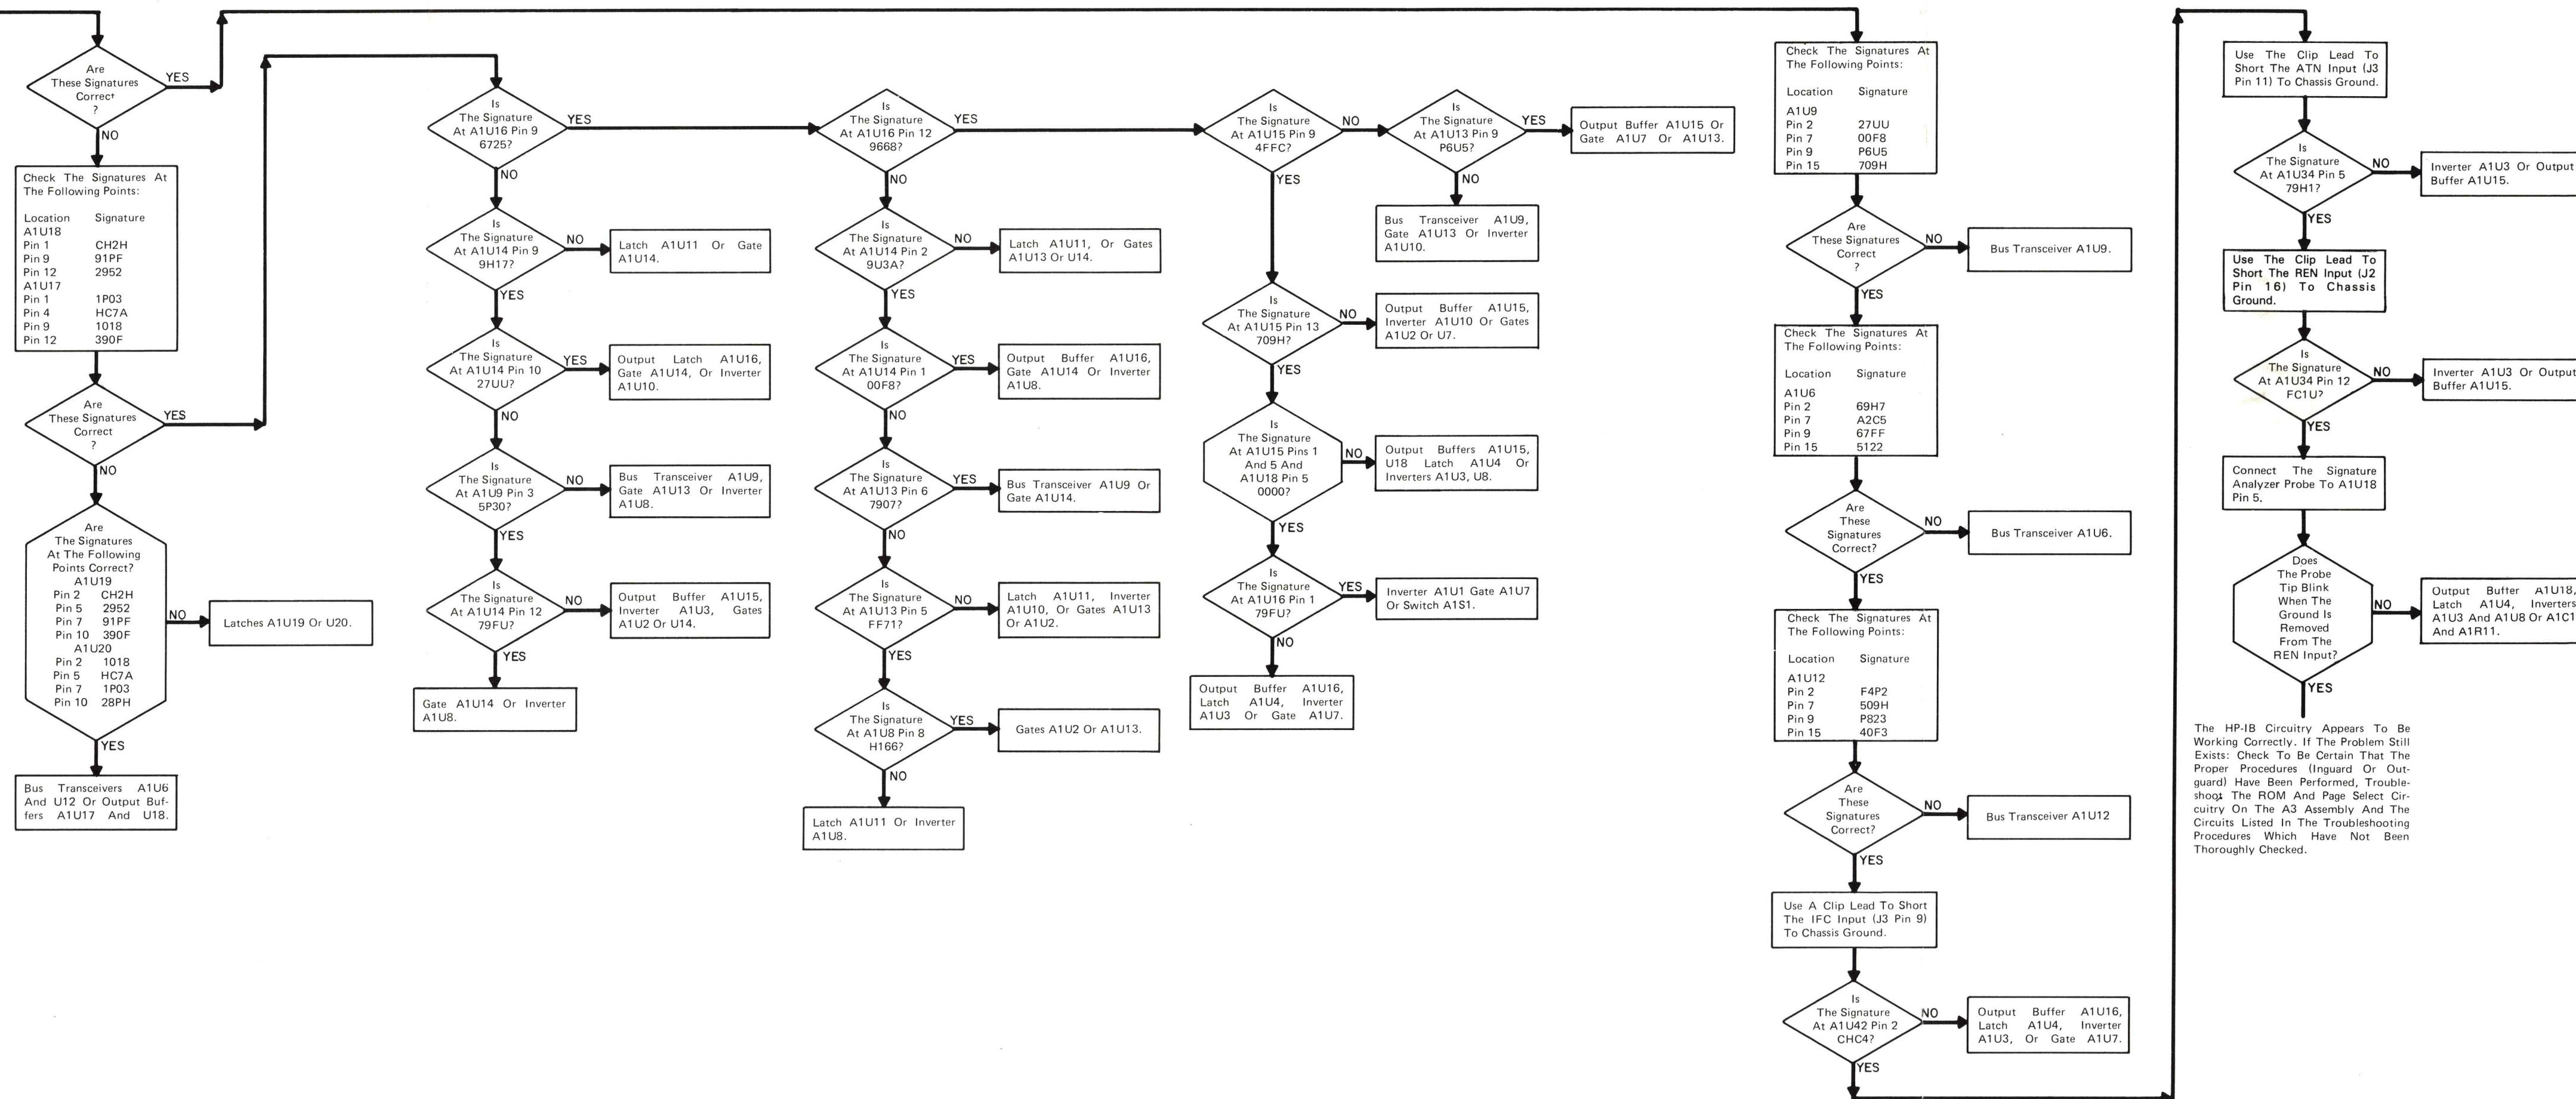 Are
These Signatures
Correct
?
YES
NO
Check The Signatures At
The Following Points:
Location Signature
A1U18
Pin 1 CH2H
Pin 9 91PF
Pin 12 2952
A1U17
Pin 1 1P03
Pin 4 HC7A
Pin 9 1018
Pin 12 390F
Are
These Signatures
Correct
?
YES
NO
Are
The Signatures
At The Following
Points Correct?
A1U19
Pin 2 CH2H
Pin 5 2952
Pin 7 91PF
Pin 10 390F
A1U20
Pin 2 1018
Pin 5 HC7A
Pin 7 1P03
Pin 10 28PH
NO
Latches A1U19 Or U20.
YES
Bus Transceivers A1U6
And U12 Or Output Buf-
fers A1U17 And U18.
Is
The Signature
At A1U16 Pin 9
6725?
YES
NO
Is
The Signature
At A1U14 Pin 9
9H17?
NO
Latch A1U11 Or Gate
A1U14.
YES
Is
The Signature
At A1U14 Pin 10
27UU?
YES
Output Latch A1U16,
Gate A1U14, Or Inverter
A1U10.
NO
Is
The Signature
At A1U9 Pin 3
5P30?
NO
Bus Transceiver A1U9,
Gate A1U13 Or Inverter
A1U8.
YES
Is
The Signature
At A1U14 Pin 12
79FU?
NO
Output Buffer A1U15,
Inverter A1U3, Gates
A1U2 Or U14.
YES
Gate A1U14 Or Inverter
A1U8.
Is
The Signature
At A1U16 Pin 12
9668?
YES
NO
Is
The Signature
At A1U14 Pin 2
9U3A?
NO
Latch A1U11, Or Gates
A1U13 Or U14.
YES
Is
The Signature
At A1U14 Pin 1
00F8?
YES
Output Buffer A1U16,
Gate A1U14 Or Inverter
A1U8.
NO
Is
The Signature
At A1U13 Pin 6
7907?
YES
Bus Transceiver A1U9 Or
Gate A1U14.
NO
Is
The Signature
At A1U13 Pin 5
FF71?
NO
Latch A1U11, Inverter
A1U10, Or Gates A1U13
Or A1U2.
YES
Is
The Signature
At A1U8 Pin 8
H166?
YES
Gates A1U2 Or A1U13.
NO
Latch A1U11 Or Inverter
A1U8.
Is
The Signature
At A1U15 Pin 9
4FFC?
NO
Is
The Signature
At A1U13 Pin 9
P6U5?
YES
Output Buffer A1U15 Or
Gate A1U7 Or A1U13.
NO
Bus Transceiver A1U9,
Gate A1U13 Or Inverter
A1U10.
YES
Is
The Signature
At A1U15 Pin 13
709H?
NO
Output Buffer A1U15,
Inverter A1U10 Or Gates
A1U2 Or U7.
YES
Is
The Signature
At A1U15 Pins 1
And 5 And
A1U18 Pin 5
0000?
NO
Output Buffers A1U15,
U18 Latch A1U4 Or
Inverters A1U3, U8.
YES
Is
The Signature
At A1U16 Pin 1
79FU?
YES
Inverter A1U1 Gate A1U7
Or Switch A1S1.
NO
Output Buffer A1U16,
Latch A1U4, Inverter
A1U3 Or Gate A1U7.
Check The Signatures At
The Following Points:
Location Signature
A1U9
Pin 2 27UU
Pin 7 00F8
Pin 9 P6U5
Pin 15 709H
Are
These Signatures
Correct
?
NO
Bus Transceiver A1U9.
YES
Check The Signatures At
The Following Points:
Location Signature
A1U6
Pin 2 69H7
Pin 7 A2C5
Pin 9 67FF
Pin 15 5122
Are
These
Signatures
Correct?
NO
Bus Transceiver A1U6.
YES
Check The Signatures At
The Following Points:
Location Signature
A1U12
Pin 2 F4P2
Pin 7 509H
Pin 9 P823
Pin 15 40F3
Are
These
Signatures
Correct?
NO
Bus Transceiver A1U12
YES
Use A Clip Lead To Short
The IFC Input (J3 Pin 9)
To Chassis Ground.
Is
The Signature
At A1U42 Pin 2
CHC4?
NO
Output Buffer A1U16,
Latch A1U4, Inverter
A1U3, Or Gate A1U7.
YES
Use The Clip Lead To
Short The ATN Input (J3
Pin 11) To Chassis Ground.
Is
The Signature
At A1U34 Pin 5
79H1?
NO
Inverter A1U3 Or Output
Buffer A1U15.
YES
Use The Clip Lead To
Short The REN Input (J2
Pin 16) To Chassis
Ground.
Is
The Signature
At A1U34 Pin 12
FC1U?
NO
Inverter A1U3 Or Output
Buffer A1U15.
YES
Connect The Signature
Analyzer Probe To A1U18
Pin 5.
Does
The Probe
Tip Blink
When The
Ground Is
Removed
From The
REN Input?
NO
Output Buffer A1U18,
Latch A1U4, Inverters
A1U3 And A1U8 Or A1C1
And A1R11.
YES
The HP-IB Circuitry Appears To Be
Working Correctly. If The Problem Still
Exists: Check To Be Certain That The
Proper Procedures (Inguard Or Out-
guard) Have Been Performed, Trouble-
shoot The ROM And Page Select Cir-
cuitry On The A3 Assembly And The
Circuits Listed In The Troubleshooting
Procedures Which Have Not Been
Thoroughly Checked.